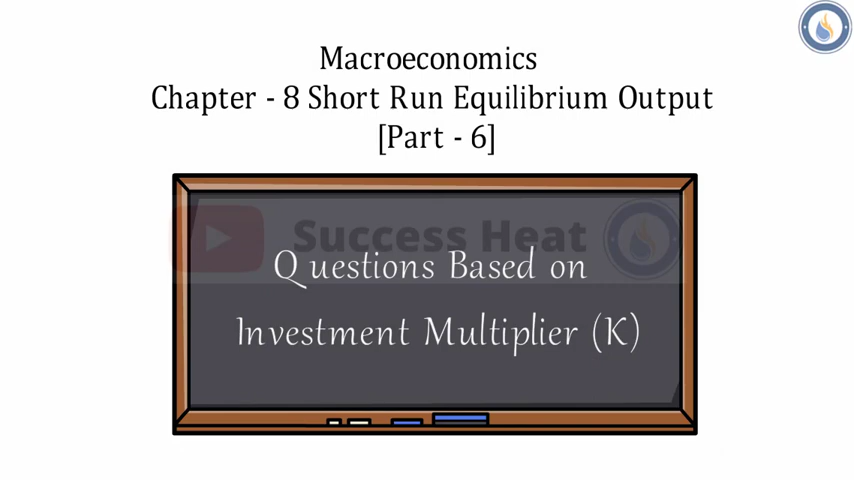 Macroeconomics
Chapter - 8 Short Run Equilibrium Output
[Part - 6]
Success Heat
Questions Based on
Investment Multiplier (K)